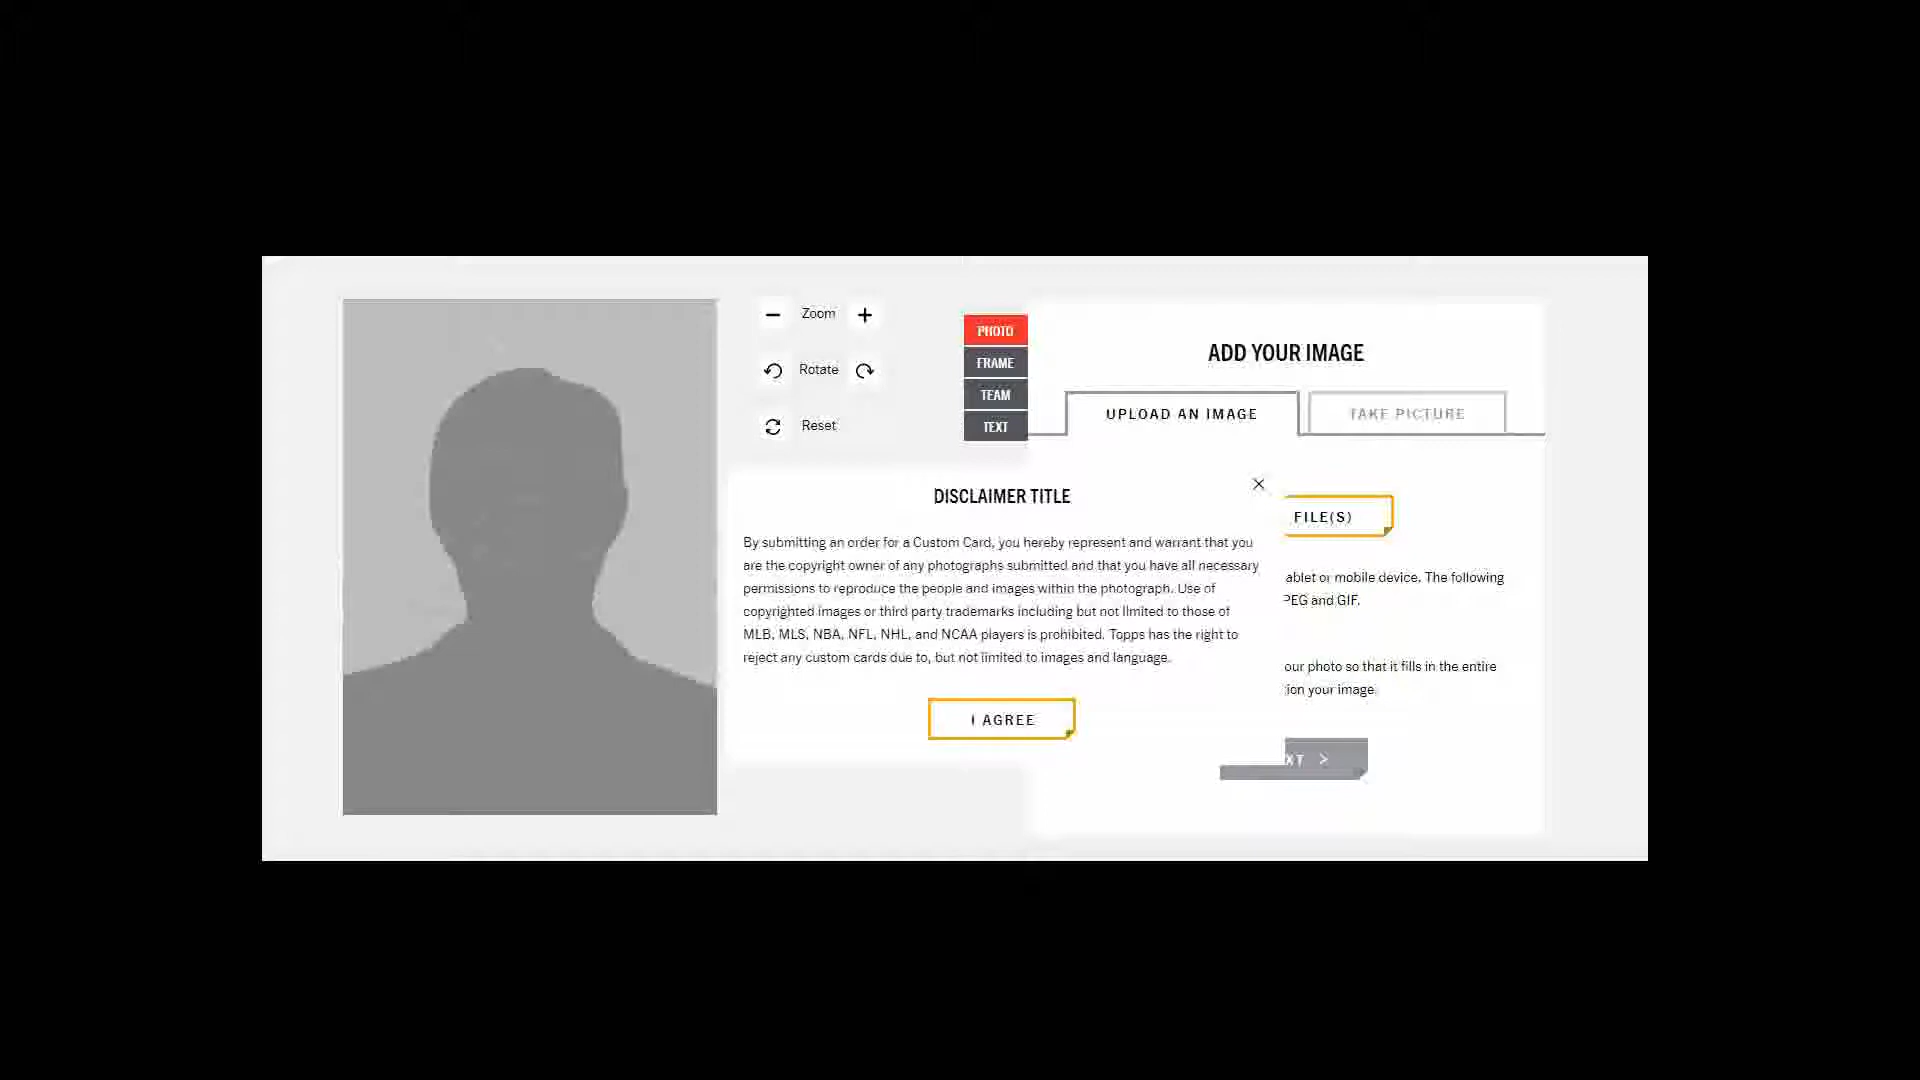 Zoom
Rotate
Reset
PHOTO
FRAME
TEAM
TEXT
ADD YOUR IMAGE
UPLOAD AN IMAGE
TAKE PICTURE
DISCLAIMER TITLE
By submitting an order for a Custom Card, you hereby represent and warrant that you
are the copyright owner of any photographs submitted and that you have all necessary
permissions to reproduce the people and images within the photograph. Use of
copyrighted images or third party trademarks including but not limited to those of
MLB, MLS, NBA, NFL, NHL, and NCAA players is prohibited. Topps has the right to
reject any custom cards due to, but not limited to images and language.
I AGREE
FILE(S)
ablet or mobile device. The following
PEG and GIF.
our photo so that it fills in the entire
ion your image.
XT >